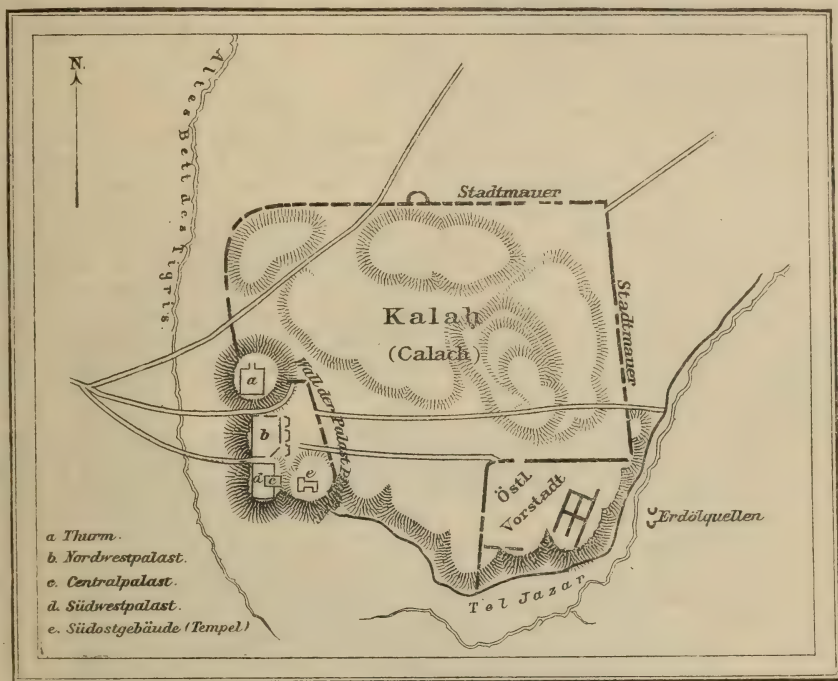 N.
Altes Bett des Tigris.
Stadtmauer
Stadtmauer
Kalah
(Calach)
a
Wall der Palast
b
d
c
e
Östl.
Vorstadt
Erdölquellen
Tel Jazar
a Thurm.
b. Nordwestpalast.
c. Centralpalast.
d. Südwestpalast.
e. Südostgebäude (Tempel)